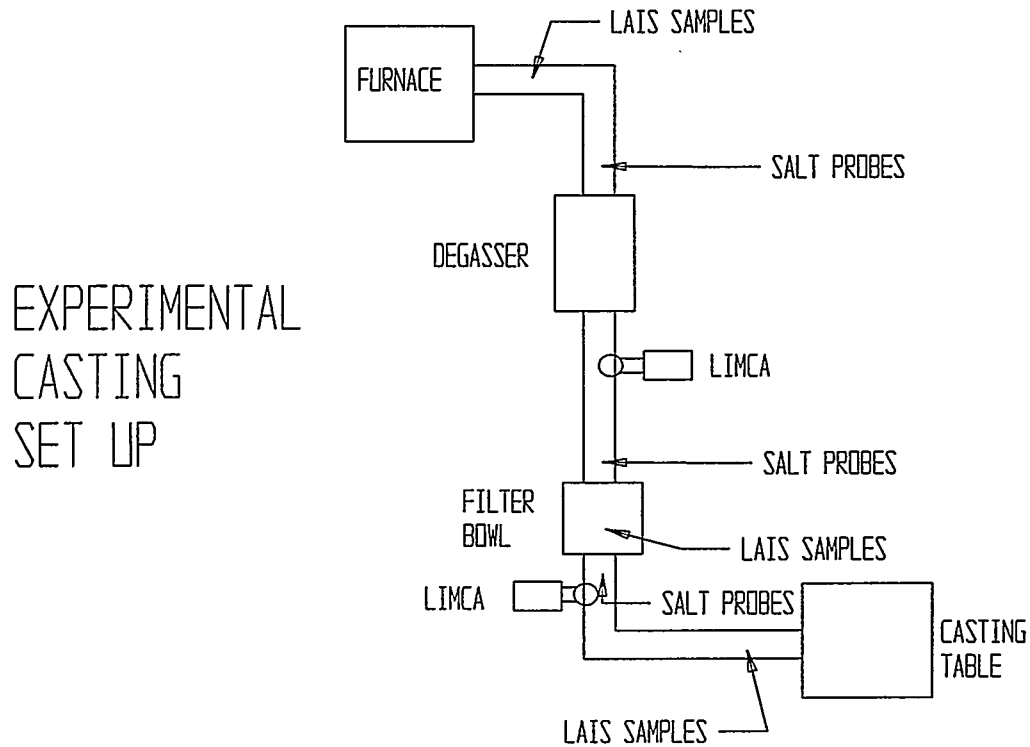 LAIS SAMPLES
FURNACE
SALT PROBES
DEGASSER
EXPERIMENTAL
CASTING
SET UP
LIMCA
SALT PROBES
FILTER
BOWL
LAIS SAMPLES
LIMCA
SALT PROBES
CASTING
TABLE
LAIS SAMPLES